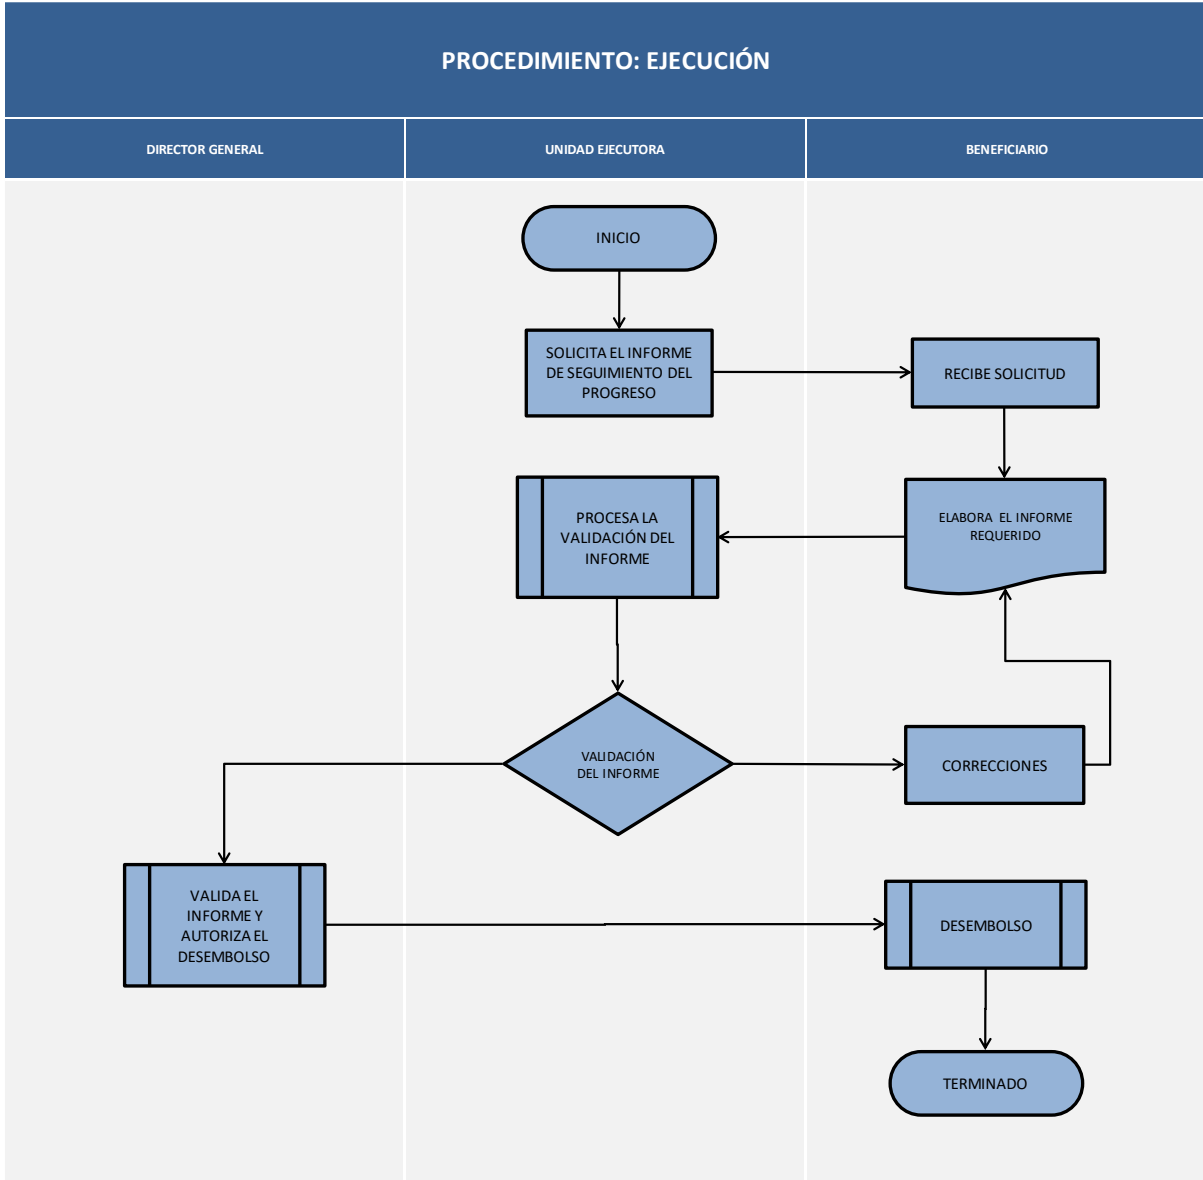 PROCEDIMIENTO: EJECUCIÓN
DIRECTOR GENERAL
UNIDAD EJECUTORA
BENEFICIARIO
INICIO
SOLICITA EL INFORME
DE SEGUIMIENTO DEL
PROGRESO
RECIBE SOLICITUD
PROCESA LA
VALIDACIÓN DEL
INFORME
ELABORA EL INFORME
REQUERIDO
VALIDACIÓN
DEL INFORME
CORRECCIONES
VALIDA EL
INFORME Y
AUTORIZA EL
DESEMBOLSO
DESEMBOLSO
TERMINADO